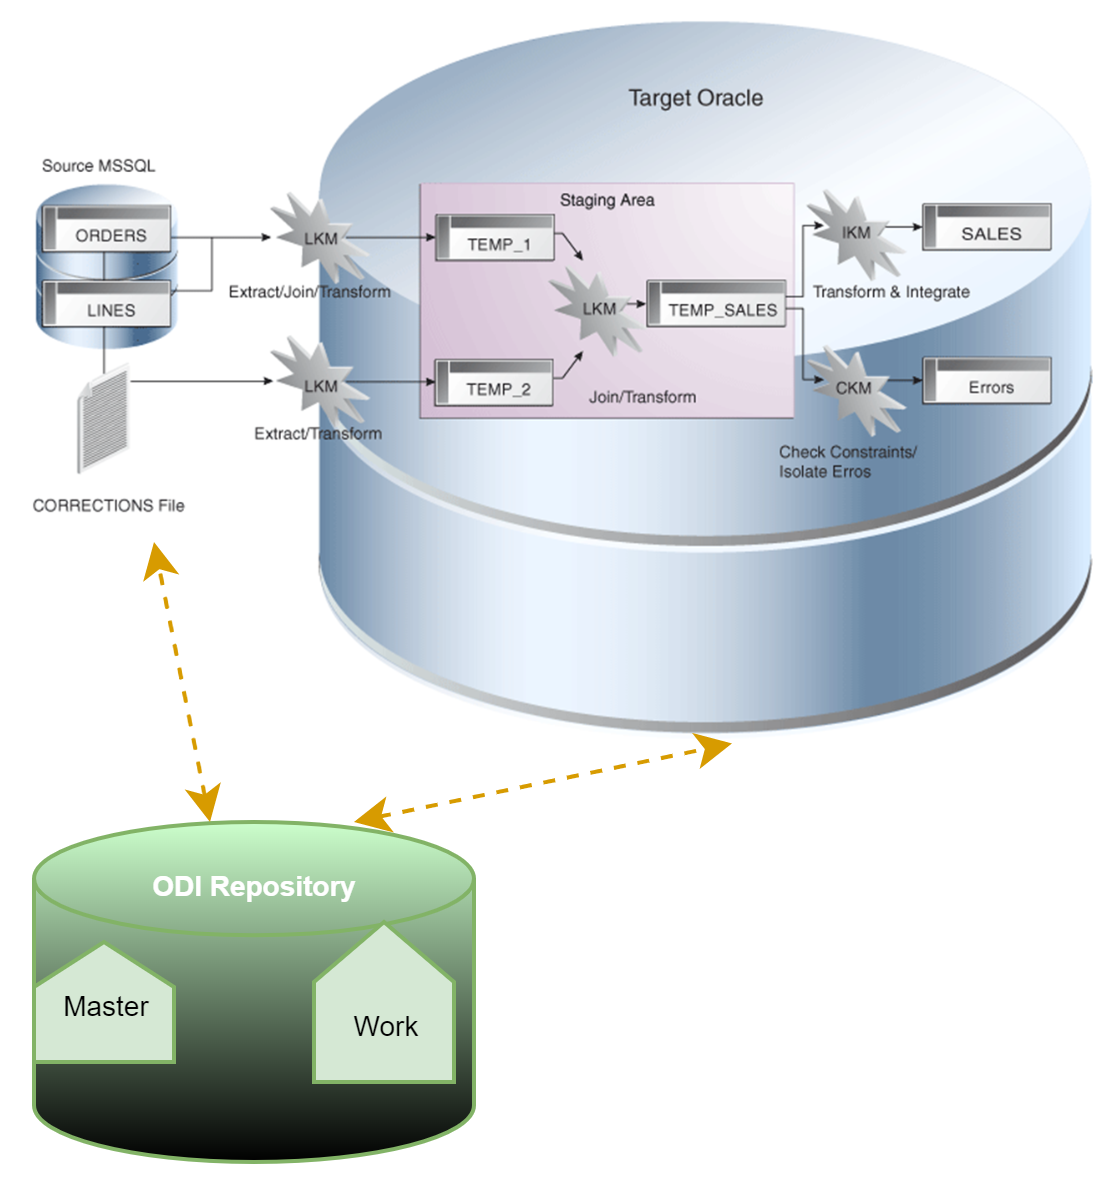 Target Oracle
Source MSSQL
ORDERS
LINES
CORRECTIONS File
LKM
Extract/Join/Transform
LKM
Extract/Transform
Staging Area
TEMP_1
TEMP_2
LKM
Join/Transform
TEMP_SALES
IKM
Transform & Integrate
SALES
CKM
Check Constraints/
Isolate Erros
Errors
ODI Repository
Master
Work